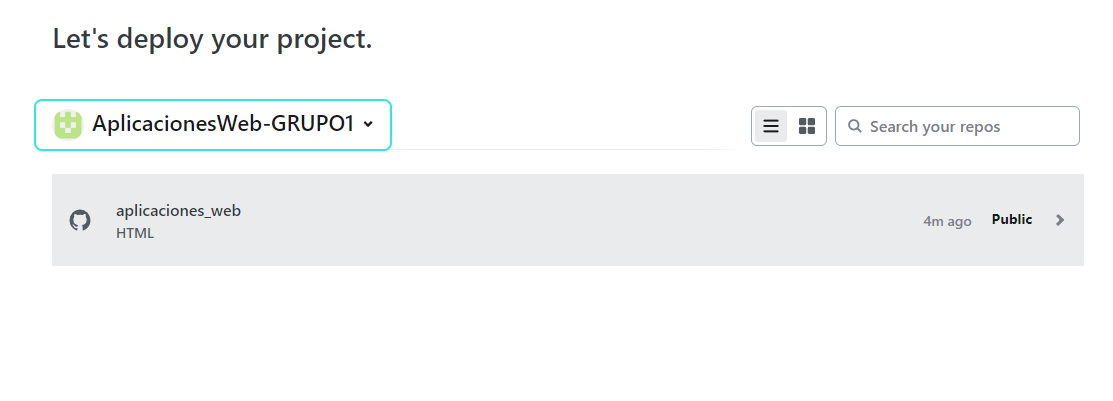 Let's deploy your project.
AplicacionesWeb-GRUPO1
Search your repos
aplicaciones_web
HTML
4m ago
Public